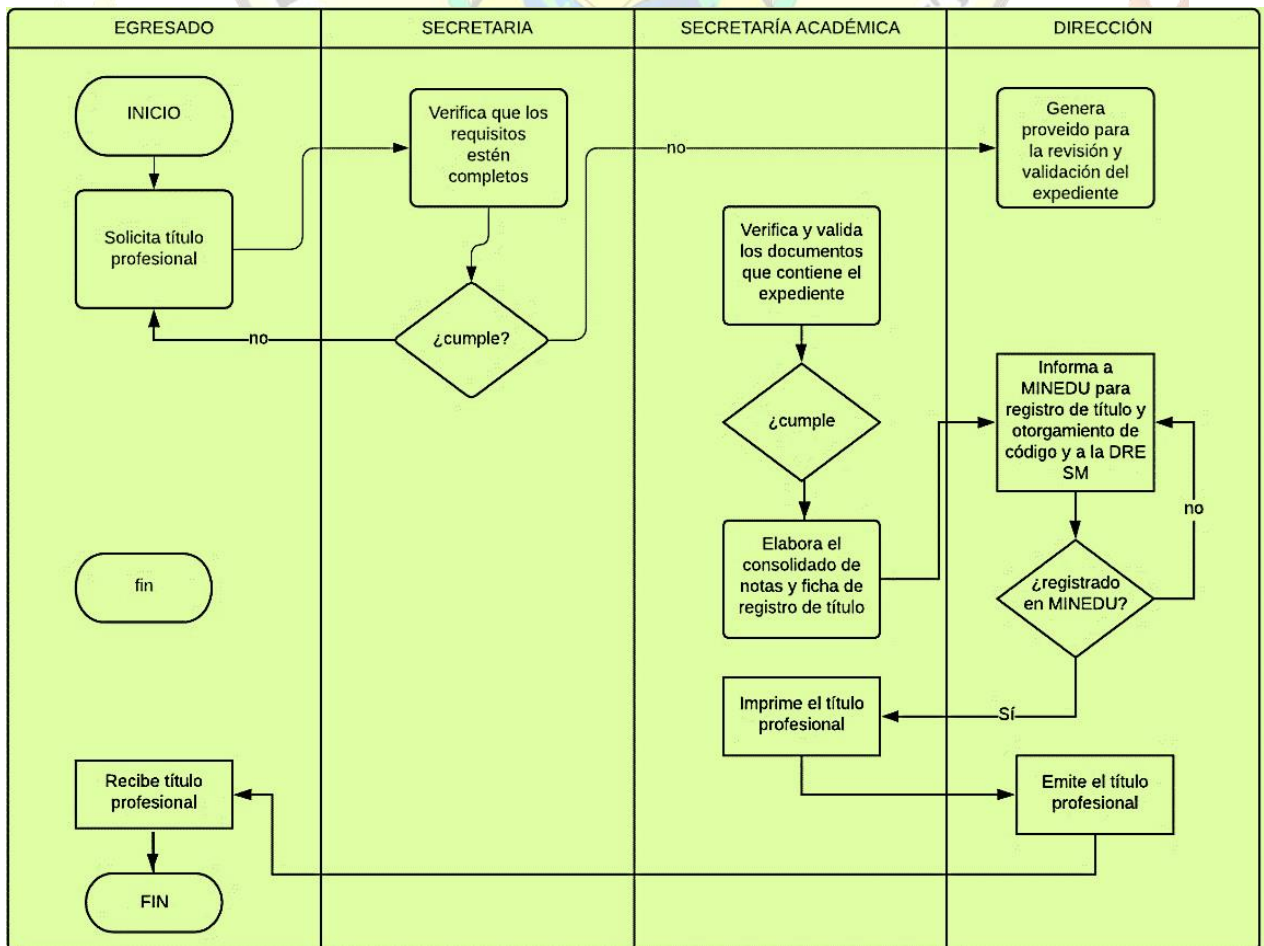 EGRESADO
SECRETARIA
SECRETARÍA ACADÉMICA
DIRECCIÓN
INICIO
Verifica que los
requisitos
estén
completos
Genera
proveido para
la revisión y
validación del
expediente
no
Solicita título
profesional
Verifica y valida
los documentos
que contiene el
expediente
no
¿cumple?
Informa a
MINEDU para
registro de título y
otorgamiento de
código y a la DRE
SM
¿cumple
no
Elabora el
consolidado de
notas y ficha de
registro de título
fin
¿registrado
en MINEDU?
Imprime el título
profesional
Sí
Recibe título
profesional
Emite el título
profesional
FIN